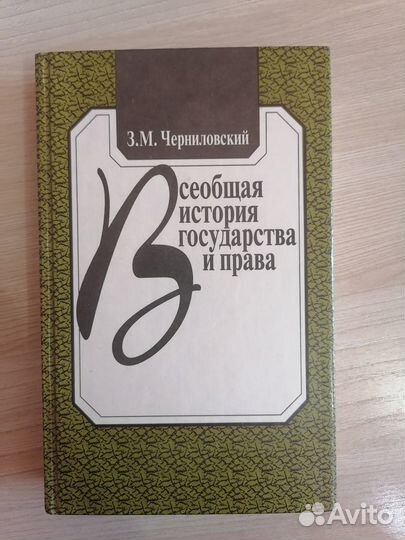 З.М. Черниловский
Всеобщая
история
государства
и права
Avito